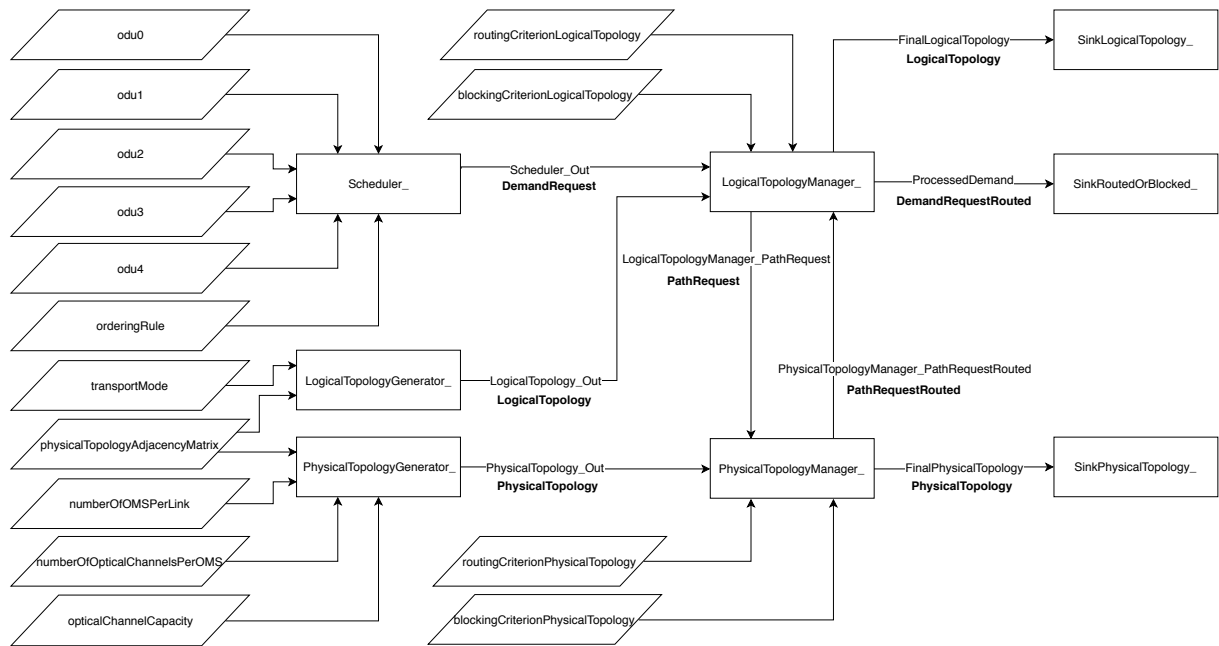 odu0
odu1
odu2
odu3
odu4
orderingRule
transportMode
physicalTopologyAdjacencyMatrix
numberOfOMSPerLink
numberOfOpticalChannelsPerOMS
opticalChannelCapacity
Scheduler_
LogicalTopologyGenerator_
PhysicalTopologyGenerator_
routingCriterionLogicalTopology
blockingCriterionLogicalTopology
Scheduler_Out
DemandRequest
LogicalTopology_Out
LogicalTopology
PhysicalTopology_Out
PhysicalTopology
routingCriterionPhysicalTopology
blockingCriterionPhysicalTopology
LogicalTopologyManager_
LogicalTopologyManager_PathRequest
PathRequest
PhysicalTopologyManager_PathRequestRouted
PathRequestRouted
PhysicalTopologyManager_
FinalLogicalTopology
LogicalTopology
ProcessedDemand
DemandRequestRouted
FinalPhysicalTopology
PhysicalTopology
SinkLogicalTopology_
SinkRoutedOrBlocked_
SinkPhysicalTopology_